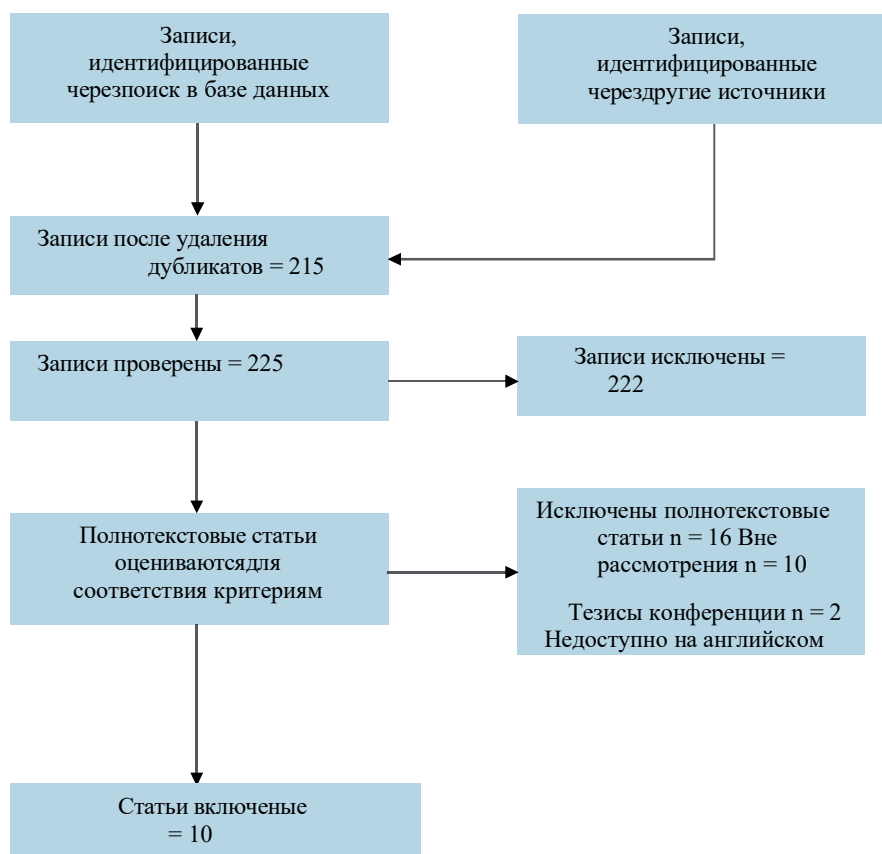 Записи,
идентифицированные
черезпоиск в базе данных
Записи,
идентифицированные
черездругие источники
Записи после удаления
дубликатов = 215
Записи проверены = 225
Записи исключены =
222
Полнотекстовые статьи
оцениваютсядля
соответствия критериям
Исключены полнотекстовые
статьи n = 16 Вне
рассмотрения n = 10
Тезисы конференции n = 2
Недоступно на английском
Статьи включеные
= 10